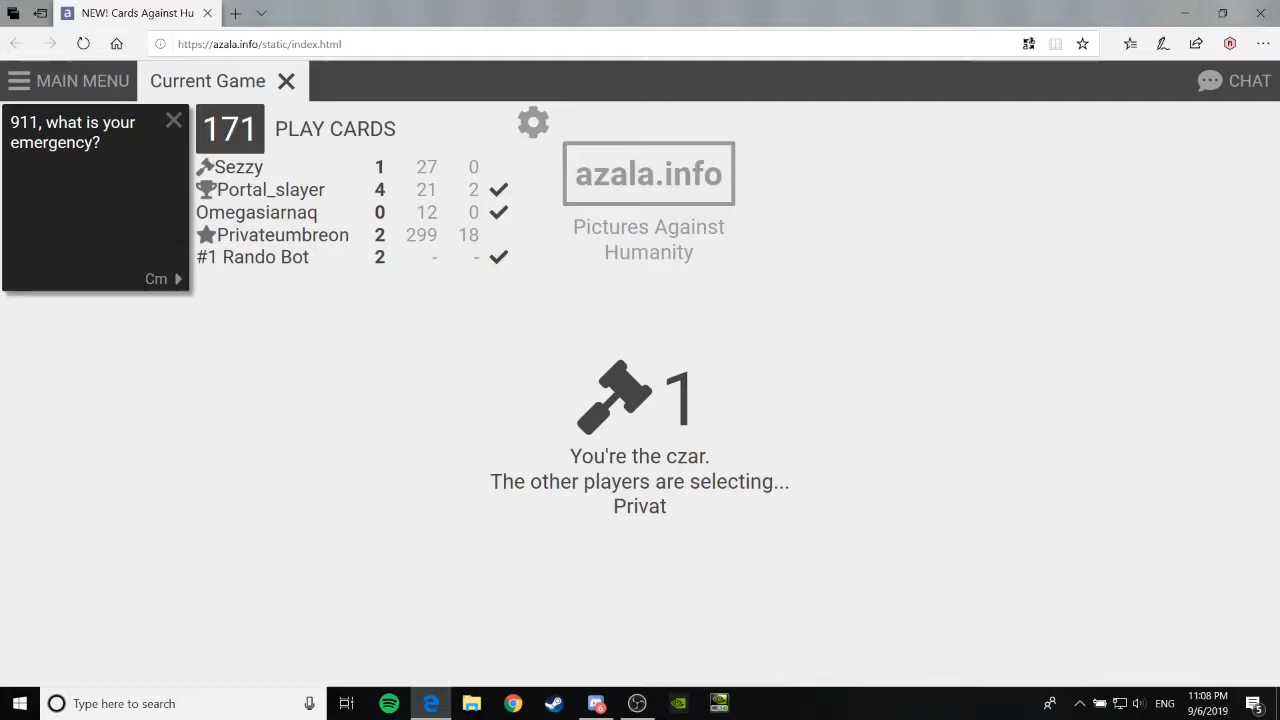 NEW! Cards Against Hu
https://azala.info/static/index.html
MAIN MENU
Current Game
CHAT
911, what is your
emergency?
Cm
171 PLAY CARDS
Sezzy 1 27 0
Portal_slayer 4 21 2
Omegasiarnaq 0 12 0
Privateumbreon 2 299 18
#1 Rando Bot 2 - -
azala.info
Pictures Against
Humanity
1
You're the czar.
The other players are selecting...
Privat
Type here to search
6
ENG
11:08 PM
9/6/2019
5